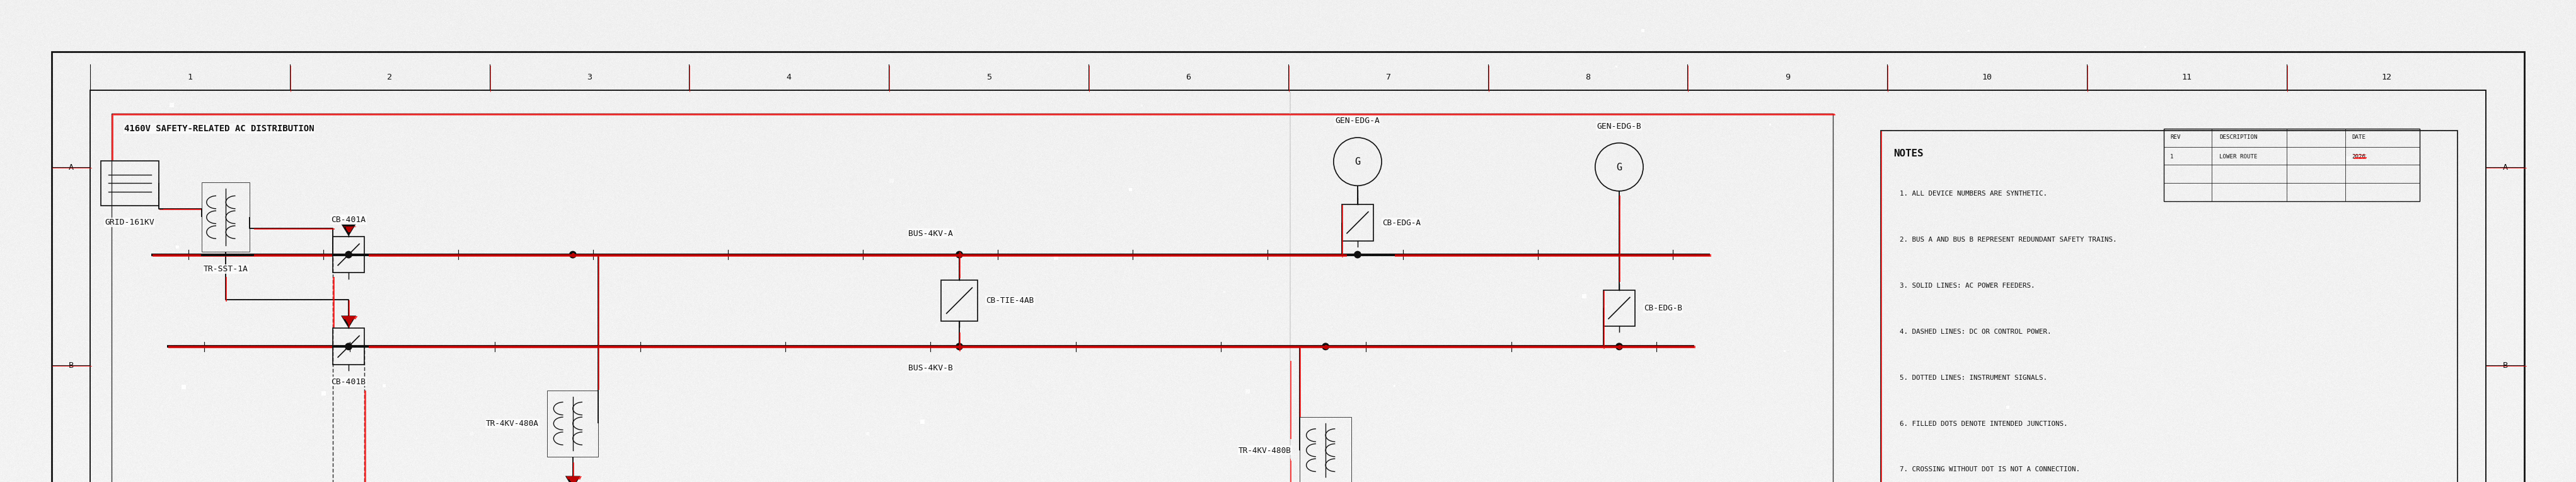 1 2 3 4 5 6 7 8 9 10 11 12
4160V SAFETY-RELATED AC DISTRIBUTION
GEN-EDG-A
G
GEN-EDG-B
G
GRID-161KV
TR-SST-1A
CB-401A
BUS-4KV-A
CB-EDG-A
CB-TIE-4AB
CB-EDG-B
CB-401B
BUS-4KV-B
TR-4KV-480A
TR-4KV-480B
A
B
NOTES
1. ALL DEVICE NUMBERS ARE SYNTHETIC.
2. BUS A AND BUS B REPRESENT REDUNDANT SAFETY TRAINS.
3. SOLID LINES: AC POWER FEEDERS.
4. DASHED LINES: DC OR CONTROL POWER.
5. DOTTED LINES: INSTRUMENT SIGNALS.
6. FILLED DOTS DENOTE INTENDED JUNCTIONS.
7. CROSSING WITHOUT DOT IS NOT A CONNECTION.
REV DESCRIPTION DATE
1 LOWER ROUTE 2026
A
B